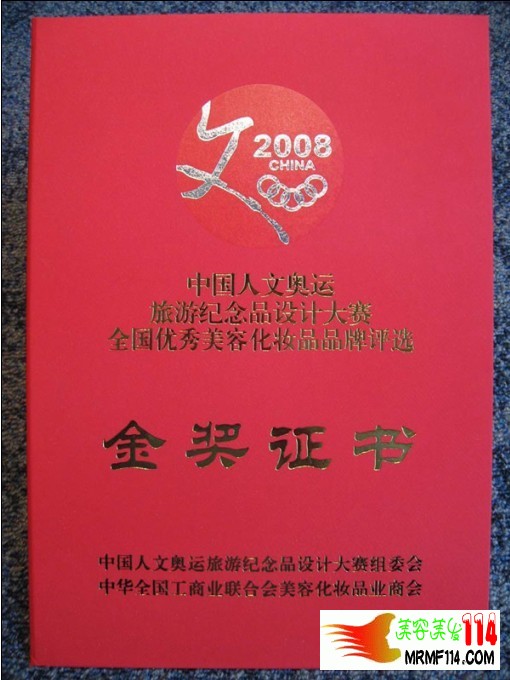 文
2008
CHINA
中国人文奥运
旅游纪念品设计大赛
全国优秀美容化妆品品牌评选
金奖证书
中国人文奥运旅游纪念品设计大赛组委会
中华全国工商业联合会美容化妆品业商会
美容美发114
MRMF114.COM